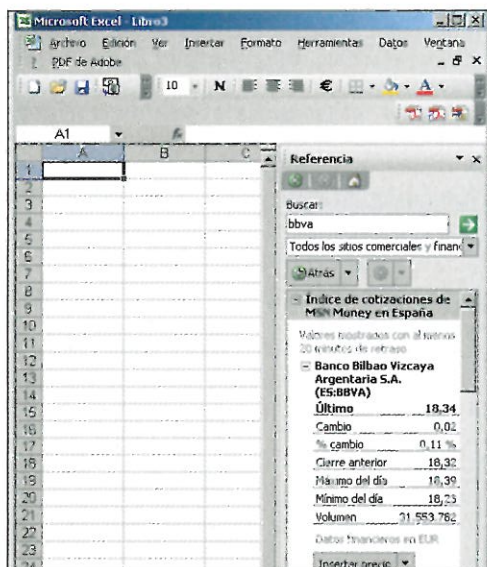 Microsoft Excel - Libro3
Archivo Edición Ver Insertar Formato Herramientas Datos Ventana
PDF de Adobe
10 N €
A1 fx
A B C
Referencia
Buscar:
bbva
Todos los sitios comerciales y finan
Atrás
Índice de cotizaciones de
MSN Money en España
Valores mostrados con al menos
20 minutos de retraso
Banco Bilbao Vizcaya
Argentaria S.A.
(ES:BBVA)
Último 18,34
Cambio 0,02
% cambio 0,11 %
Cierre anterior 18,32
Máximo del día 18,39
Mínimo del día 18,23
Volumen 31.553.782
Datos financieros en EUR
Insertar precio
1
2
3
4
5
6
7
8
9
10
11
12
13
14
15
16
17
18
19
20
21
22
23
24